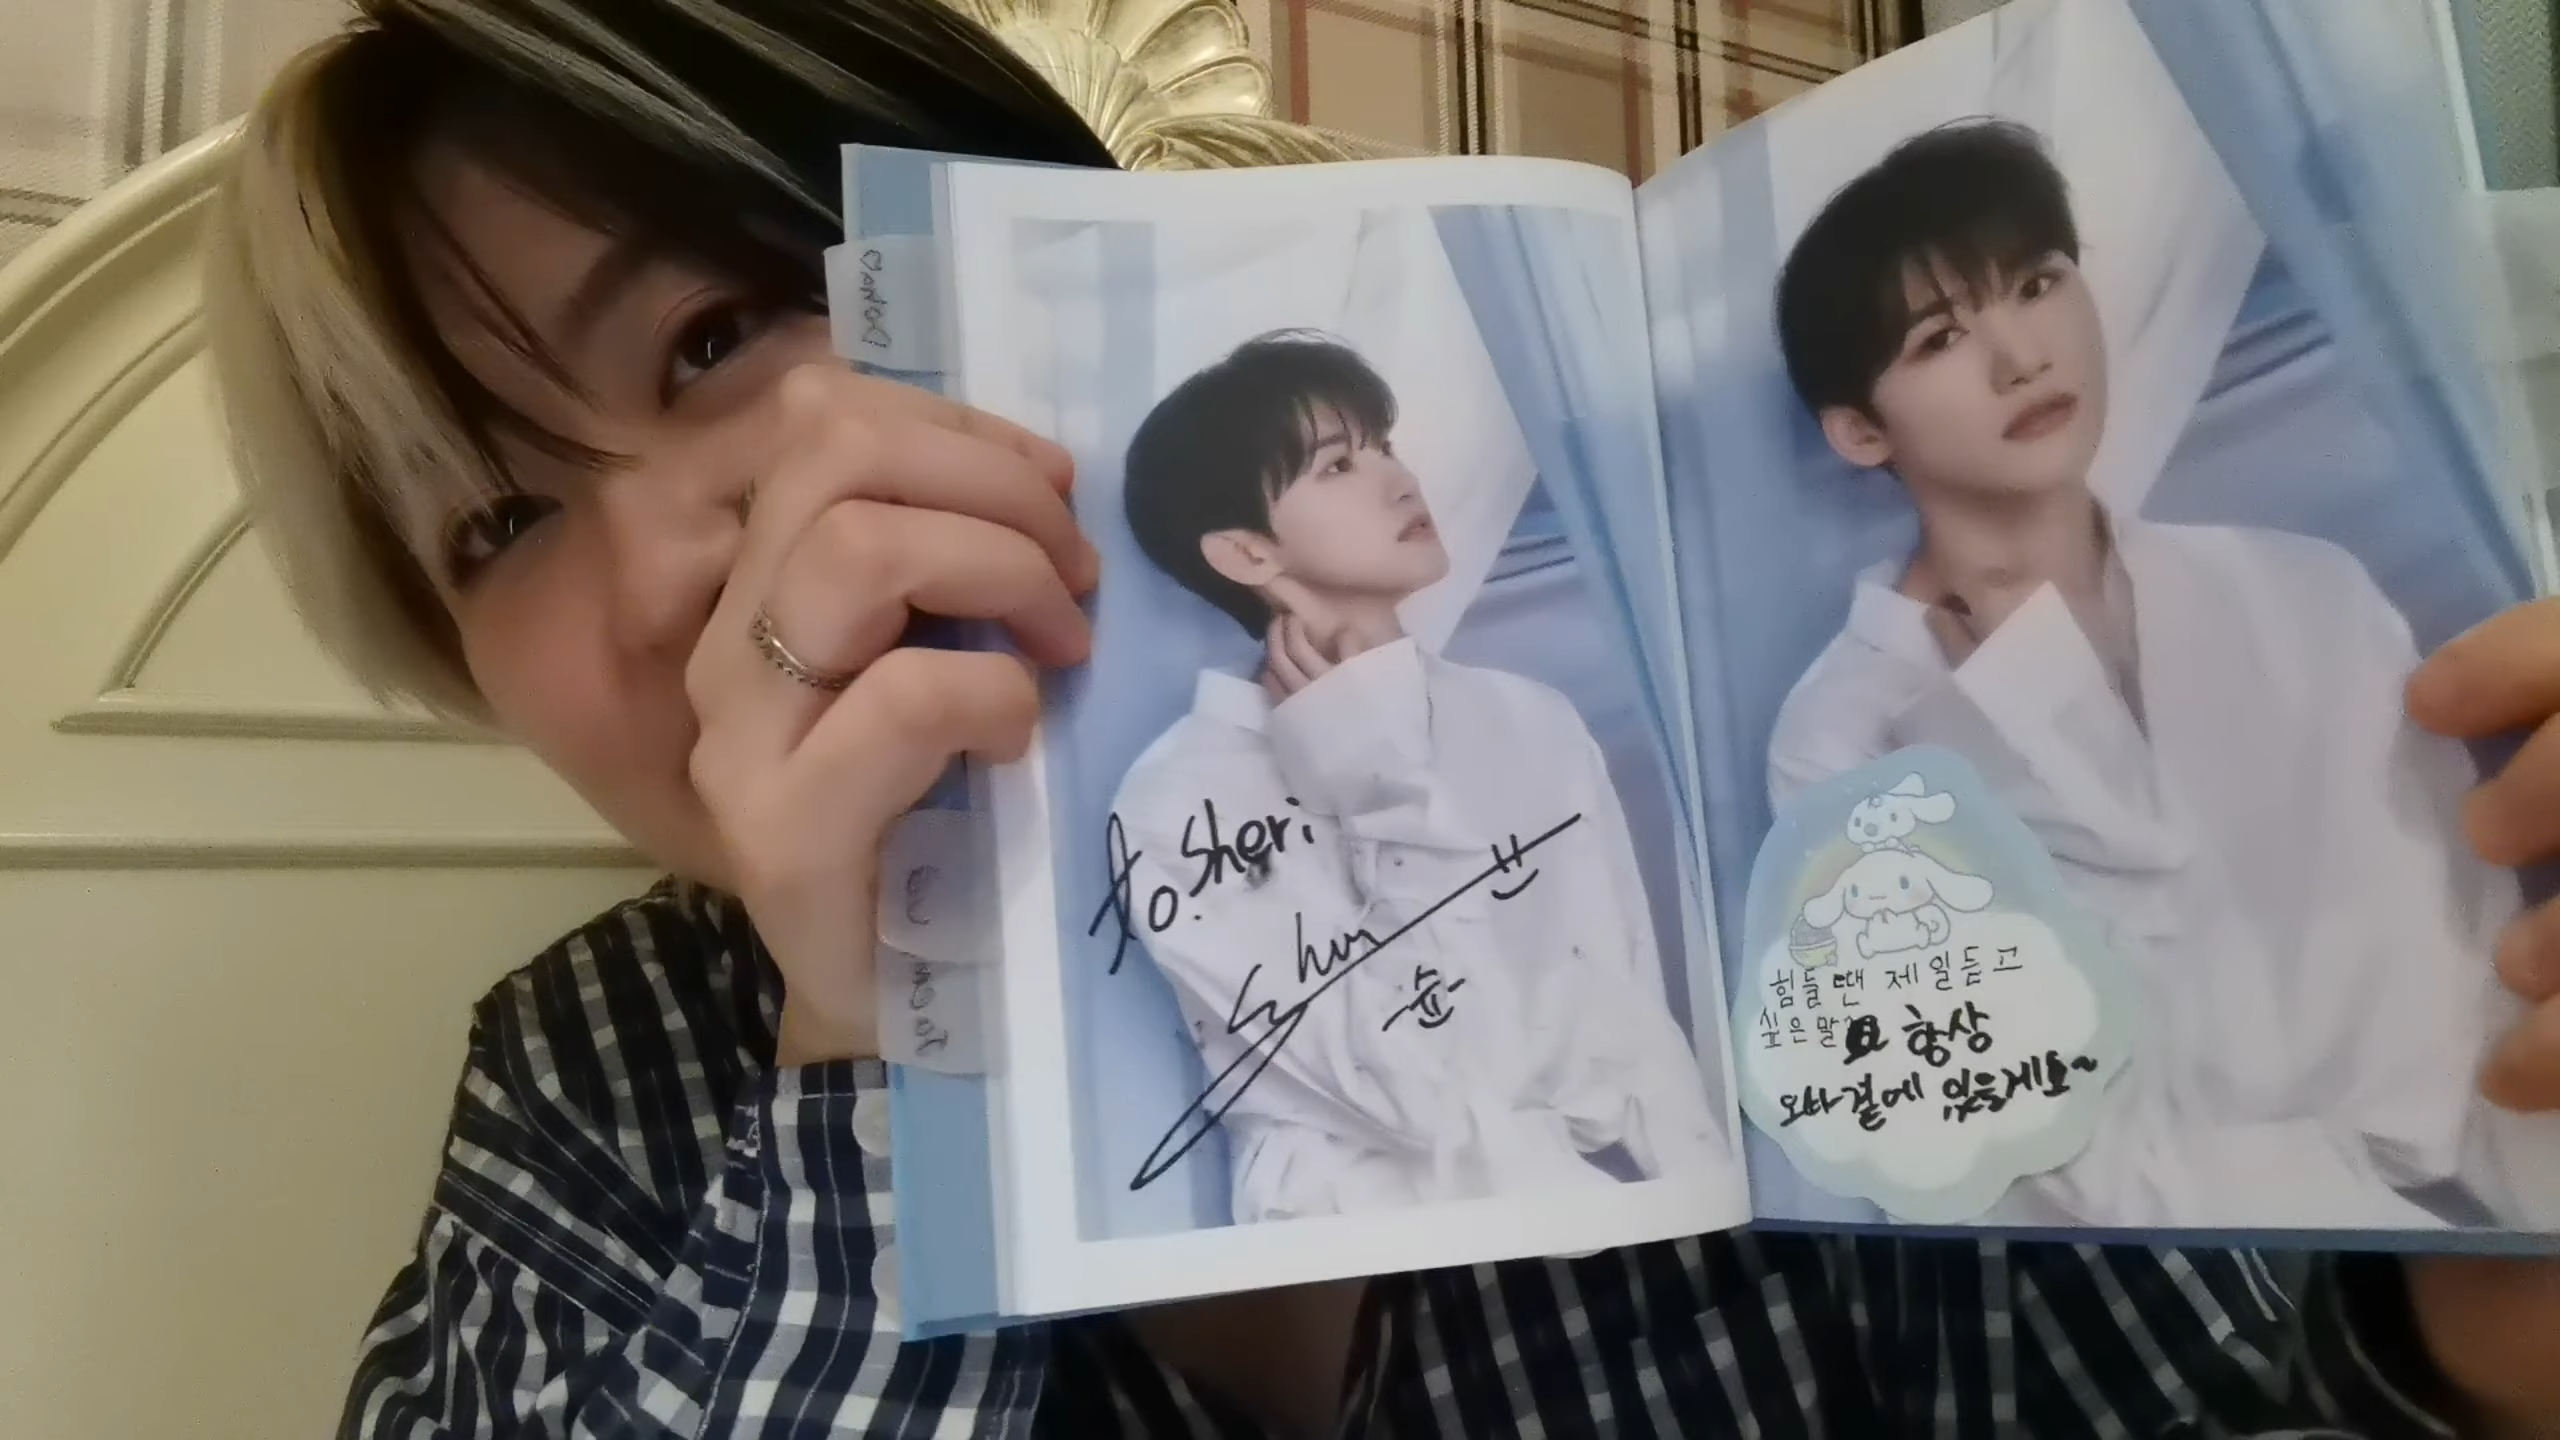 to. Sheri
Shun
슌
힘들 땐 제일 듣고
싶은 말
항상
오빠 곁에 있을게요~